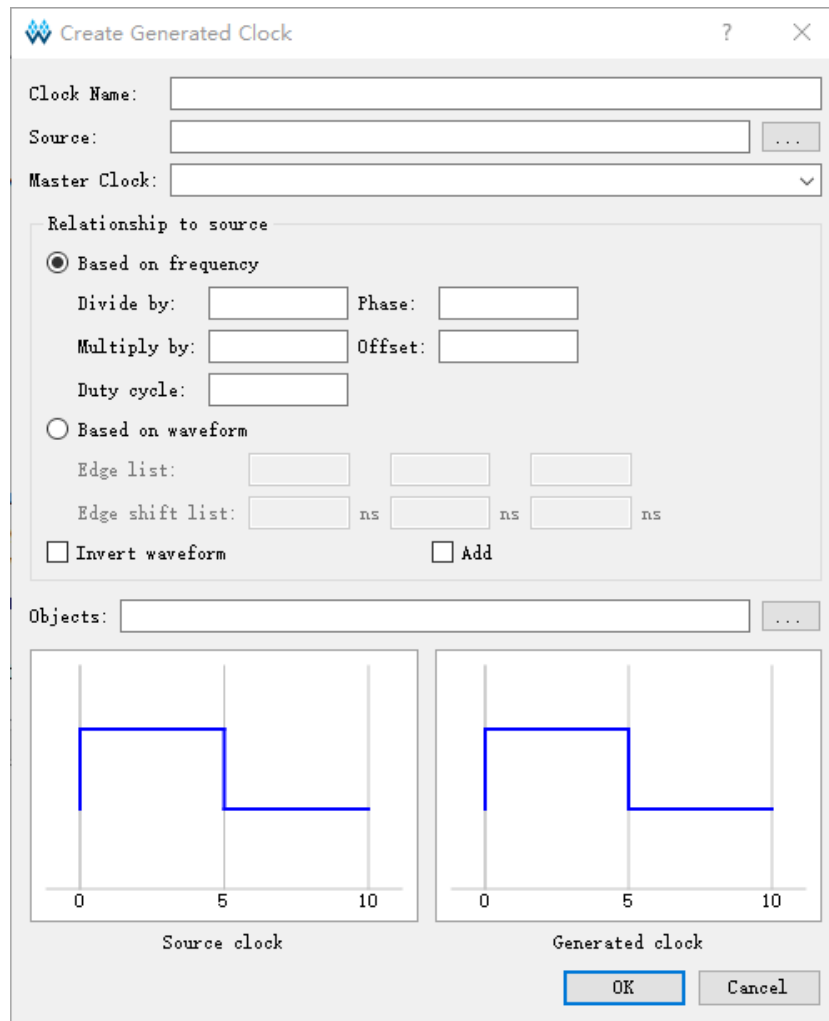 Create Generated Clock ?
Clock Name:
Source: ...
Master Clock:
Relationship to source
Based on frequency
Divide by: Phase:
Multiply by: Offset:
Duty cycle:
Based on waveform
Edge list:
Edge shift list: ns ns ns
Invert waveform Add
Objects: ...
0 5 10 0 5 10
Source clock Generated clock
OK Cancel